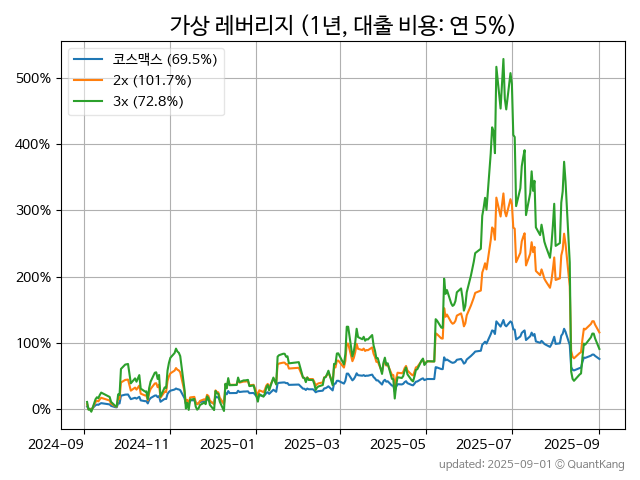 가상 레버리지 (1년, 대출 비용: 연 5%)
코스맥스 (69.5%)
2x (101.7%)
3x (72.8%)
500%
400%
300%
200%
100%
0%
2024-09 2024-11 2025-01 2025-03 2025-05 2025-07 2025-09
updated: 2025-09-01 © QuantKang